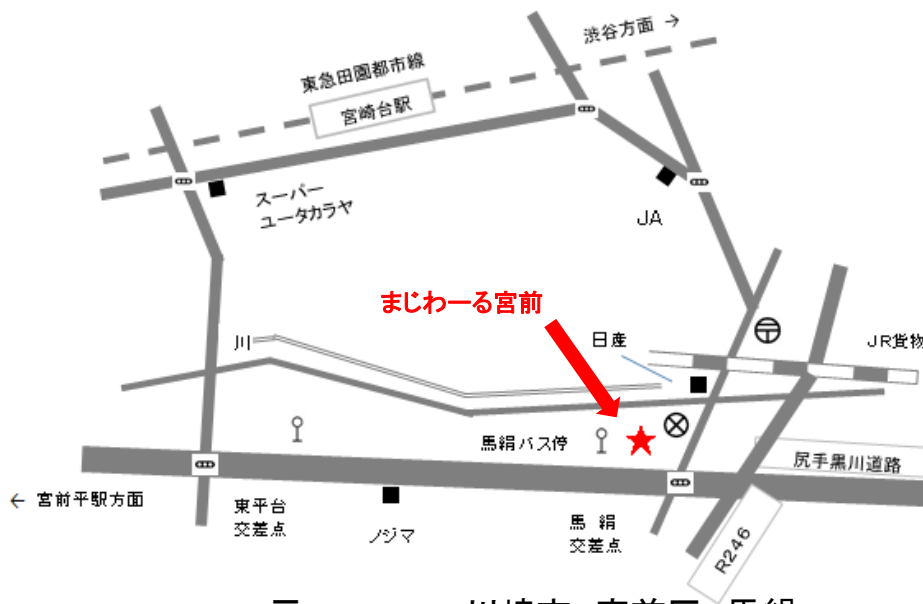 渋谷方面 →
東急田園都市線
宮崎台駅
スーパー
ユータカラヤ
JA
まじわーる宮前
川
日産
JR貨物
馬絹バス停
尻手黒川道路
← 宮前平駅方面
東平台
交差点
ノジマ
馬 絹
交差点
R246